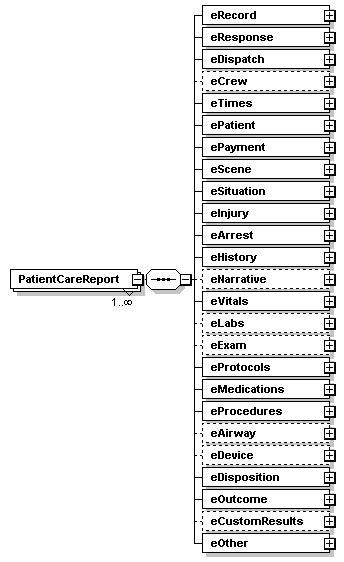 eRecord
eResponse
eDispatch
eCrew
eTimes
ePatient
ePayment
eScene
eSituation
eInjury
eArrest
eHistory
PatientCareReport
1..∞
eNarrative
eVitals
eLabs
eExam
eProtocols
eMedications
eProcedures
eAirway
eDevice
eDisposition
eOutcome
eCustomResults
eOther